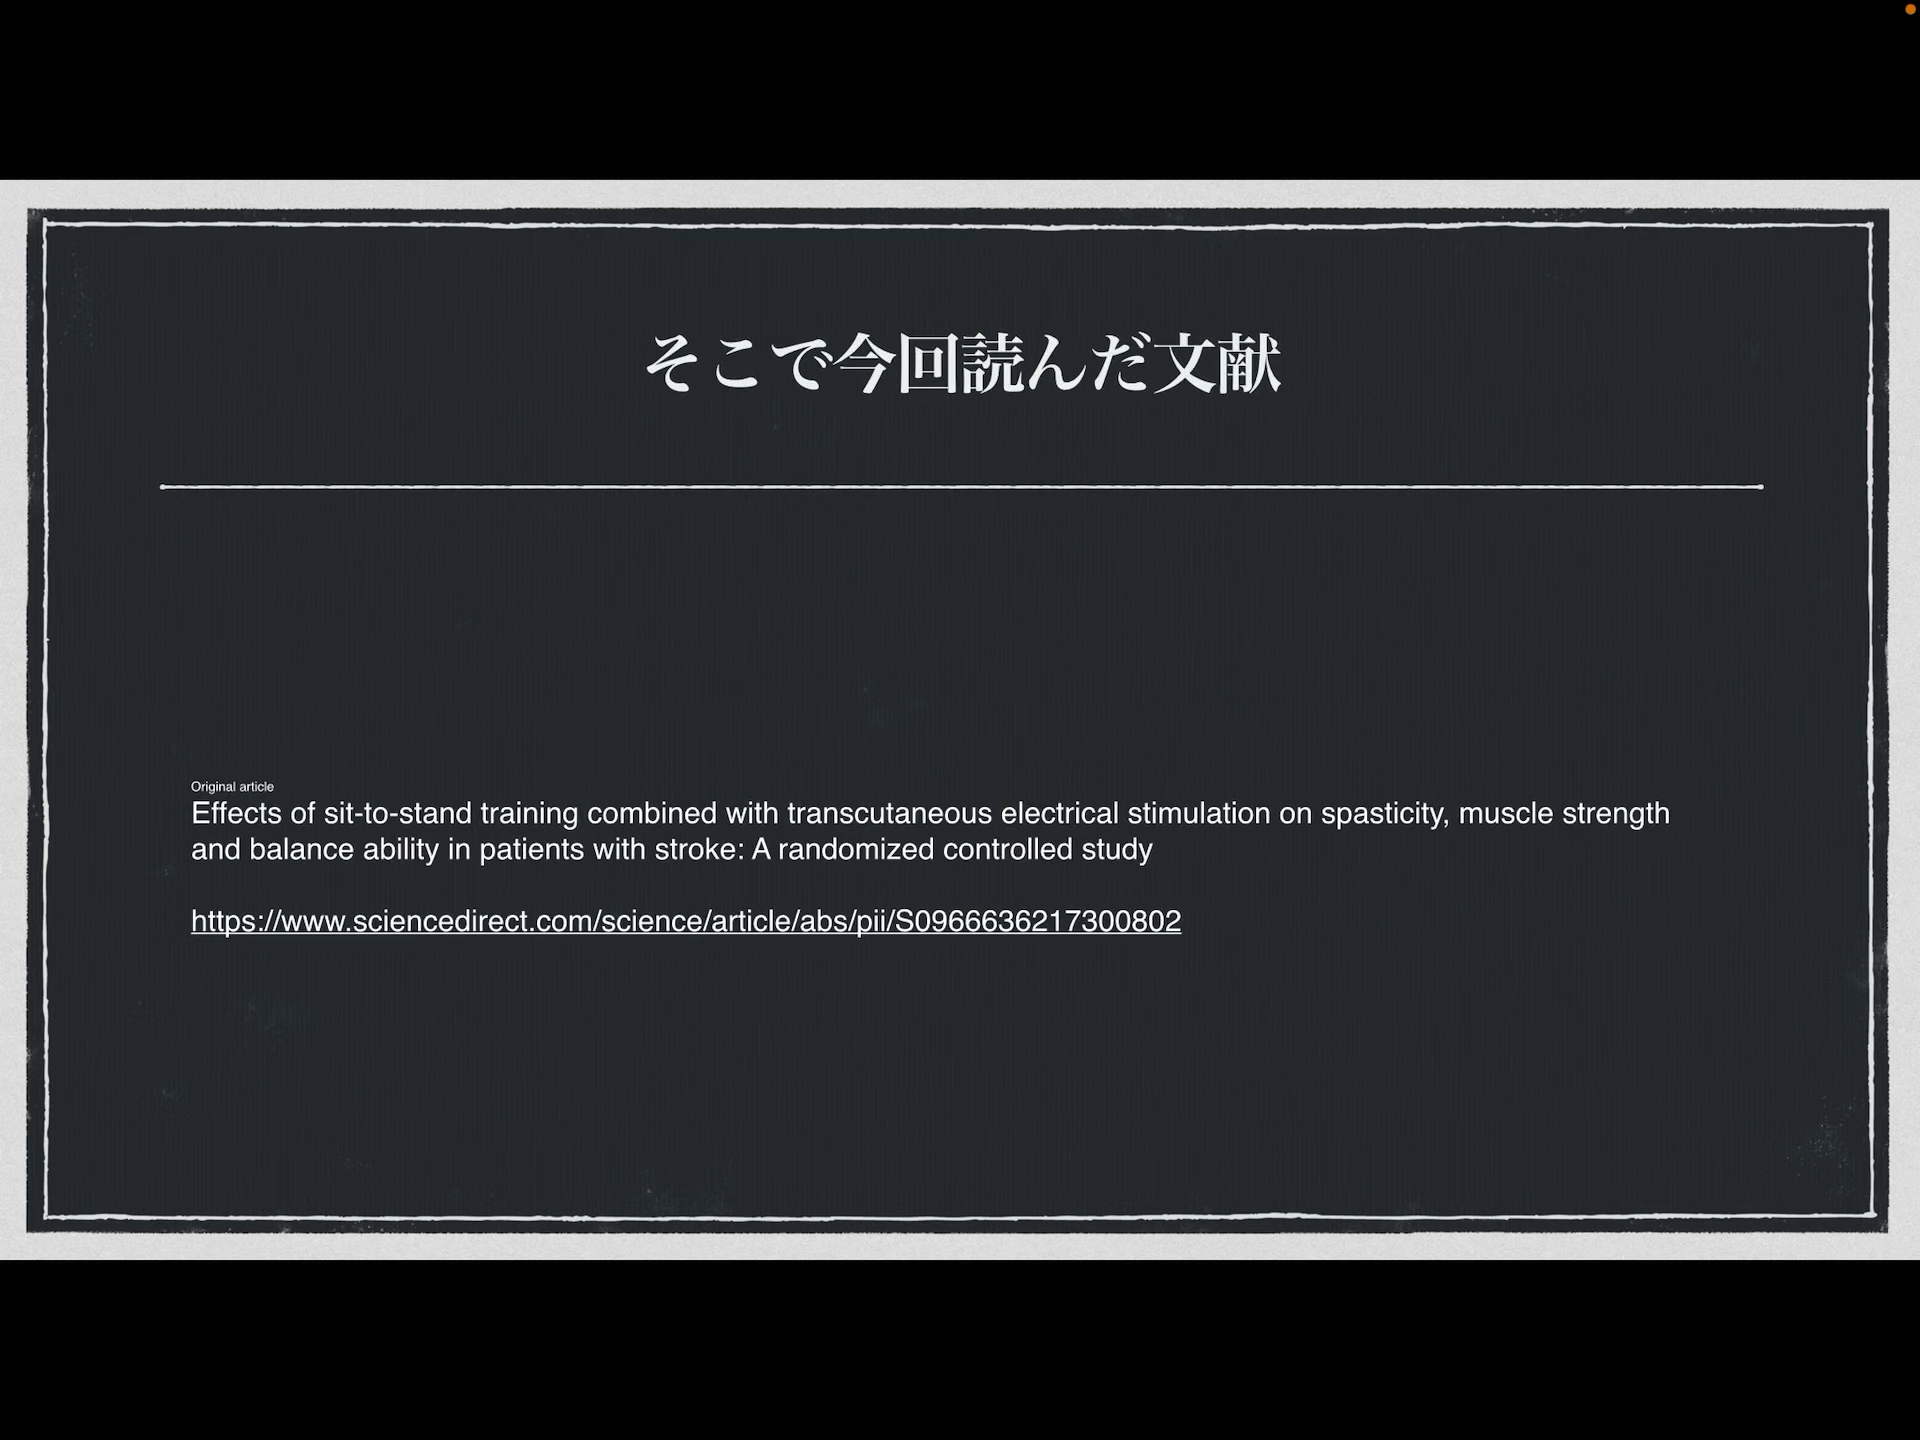 そこで今回読んだ文献
Original article
Effects of sit-to-stand training combined with transcutaneous electrical stimulation on spasticity, muscle strength
and balance ability in patients with stroke: A randomized controlled study
https://www.sciencedirect.com/science/article/abs/pii/S0966636217300802